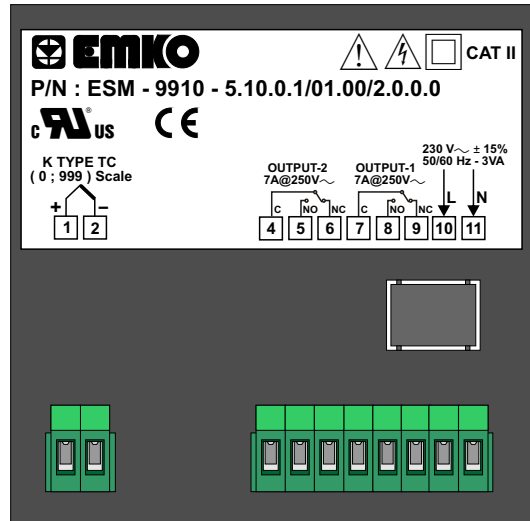 EMKO
CAT II
P/N : ESM - 9910 - 5.10.0.1/01.00/2.0.0.0
c RU ® US CE
K TYPE TC
( 0 ; 999 ) Scale
+ −
1 2
OUTPUT-2
7A@250V～
C NO NC
4 5 6
OUTPUT-1
7A@250V～
C NO NC
7 8 9
230 V～ ± 15%
50/60 Hz - 3VA
L N
10 11